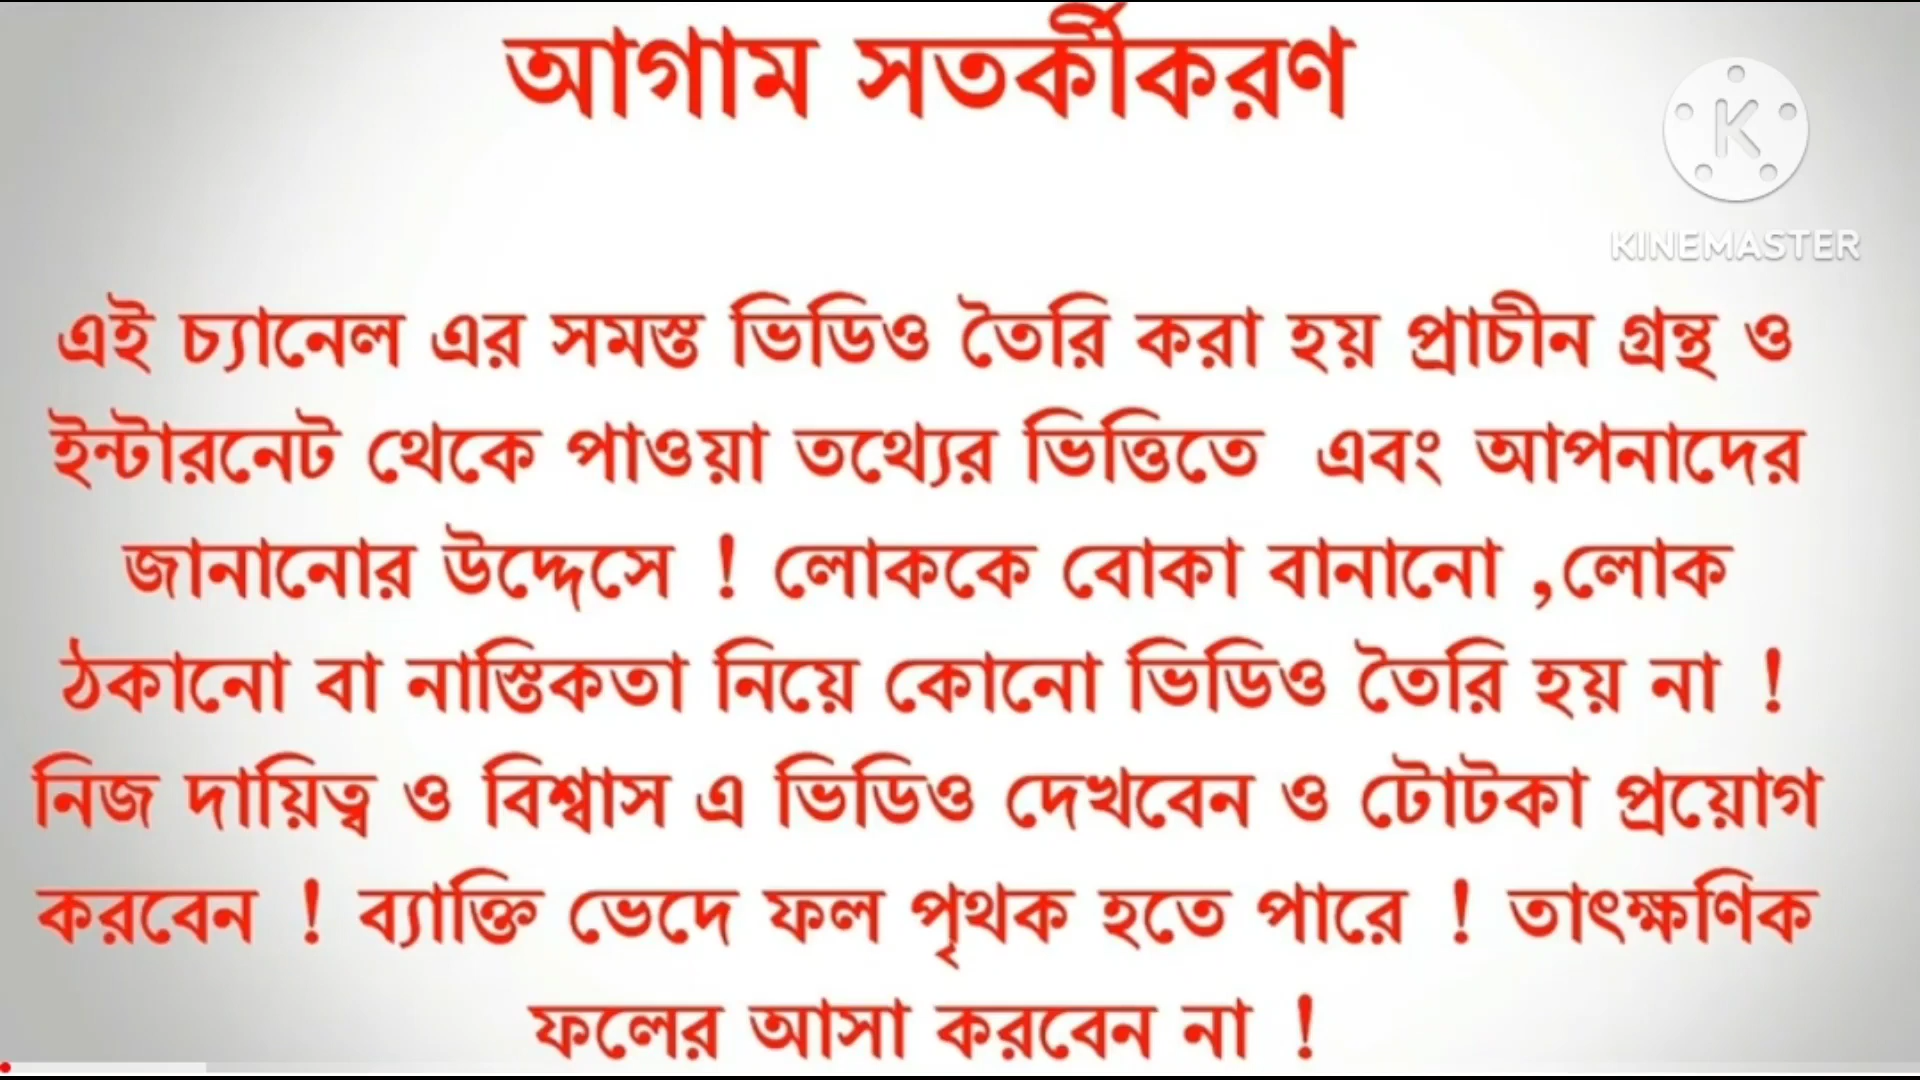 আগাম সতর্কীকরণ
KINEMASTER
এই চ্যানেল এর সমস্ত ভিডিও তৈরি করা হয় প্রাচীন গ্রন্থ ও
ইন্টারনেট থেকে পাওয়া তথ্যের ভিত্তিতে এবং আপনাদের
জানানোর উদ্দেসে ! লোককে বোকা বানানো ,লোক
ঠকানো বা নাস্তিকতা নিয়ে কোনো ভিডিও তৈরি হয় না !
নিজ দায়িত্ব ও বিশ্বাস এ ভিডিও দেখবেন ও টোটকা প্রয়োগ
করবেন ! ব্যাক্তি ভেদে ফল পৃথক হতে পারে ! তাৎক্ষণিক
ফলের আসা করবেন না !